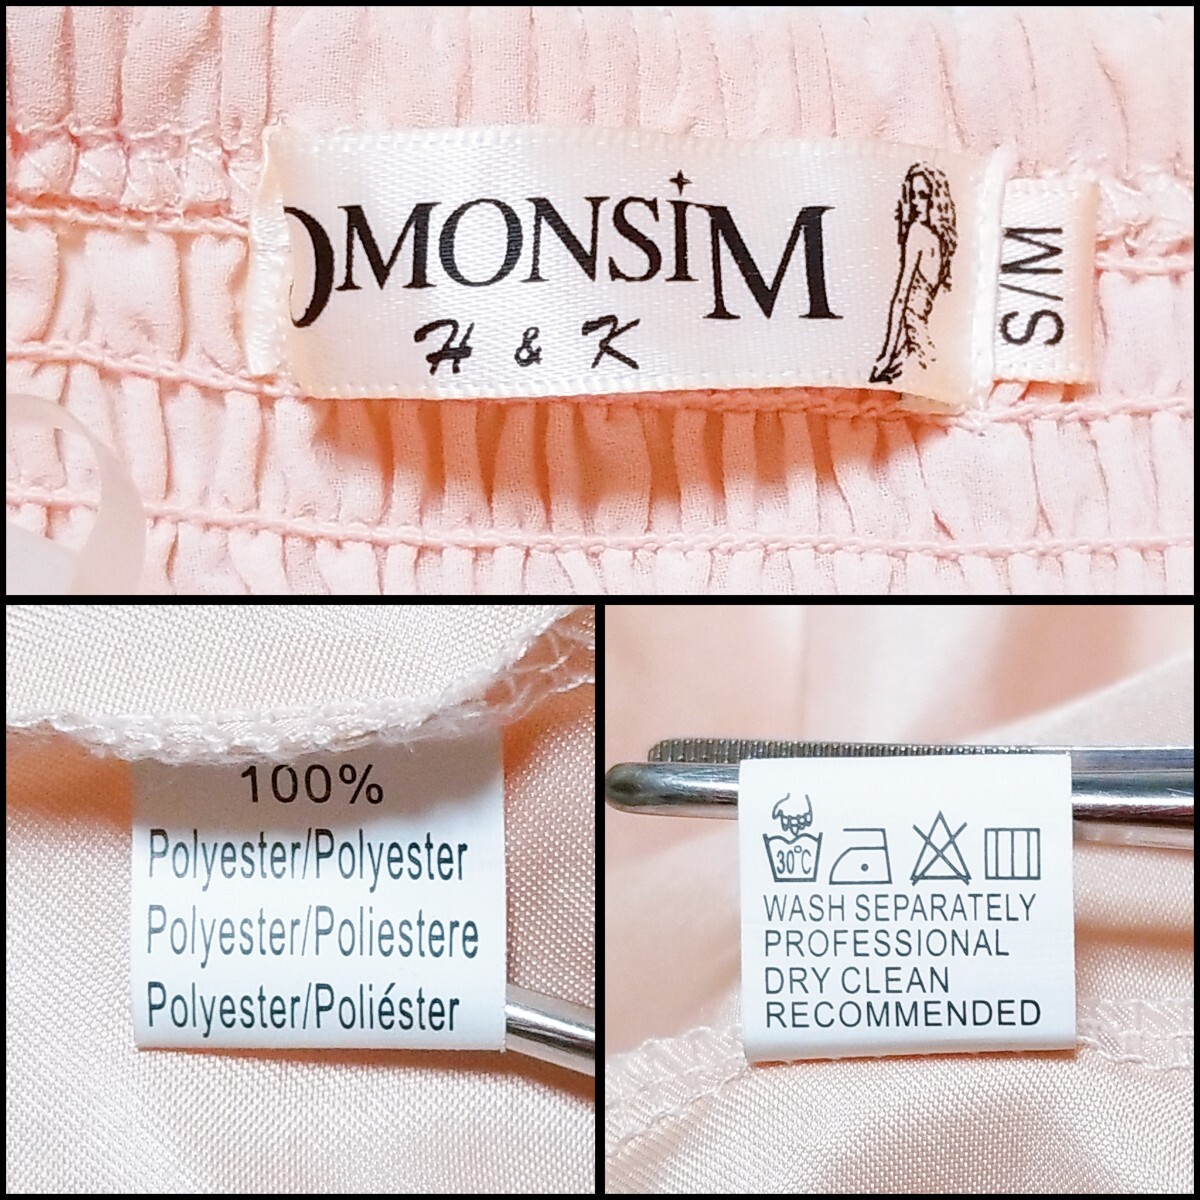 OMONSIM
H & K
S/M
100%
Polyester/Polyester
Polyester/Poliestere
Polyester/Poliéster
30°C
WASH SEPARATELY
PROFESSIONAL
DRY CLEAN
RECOMMENDED